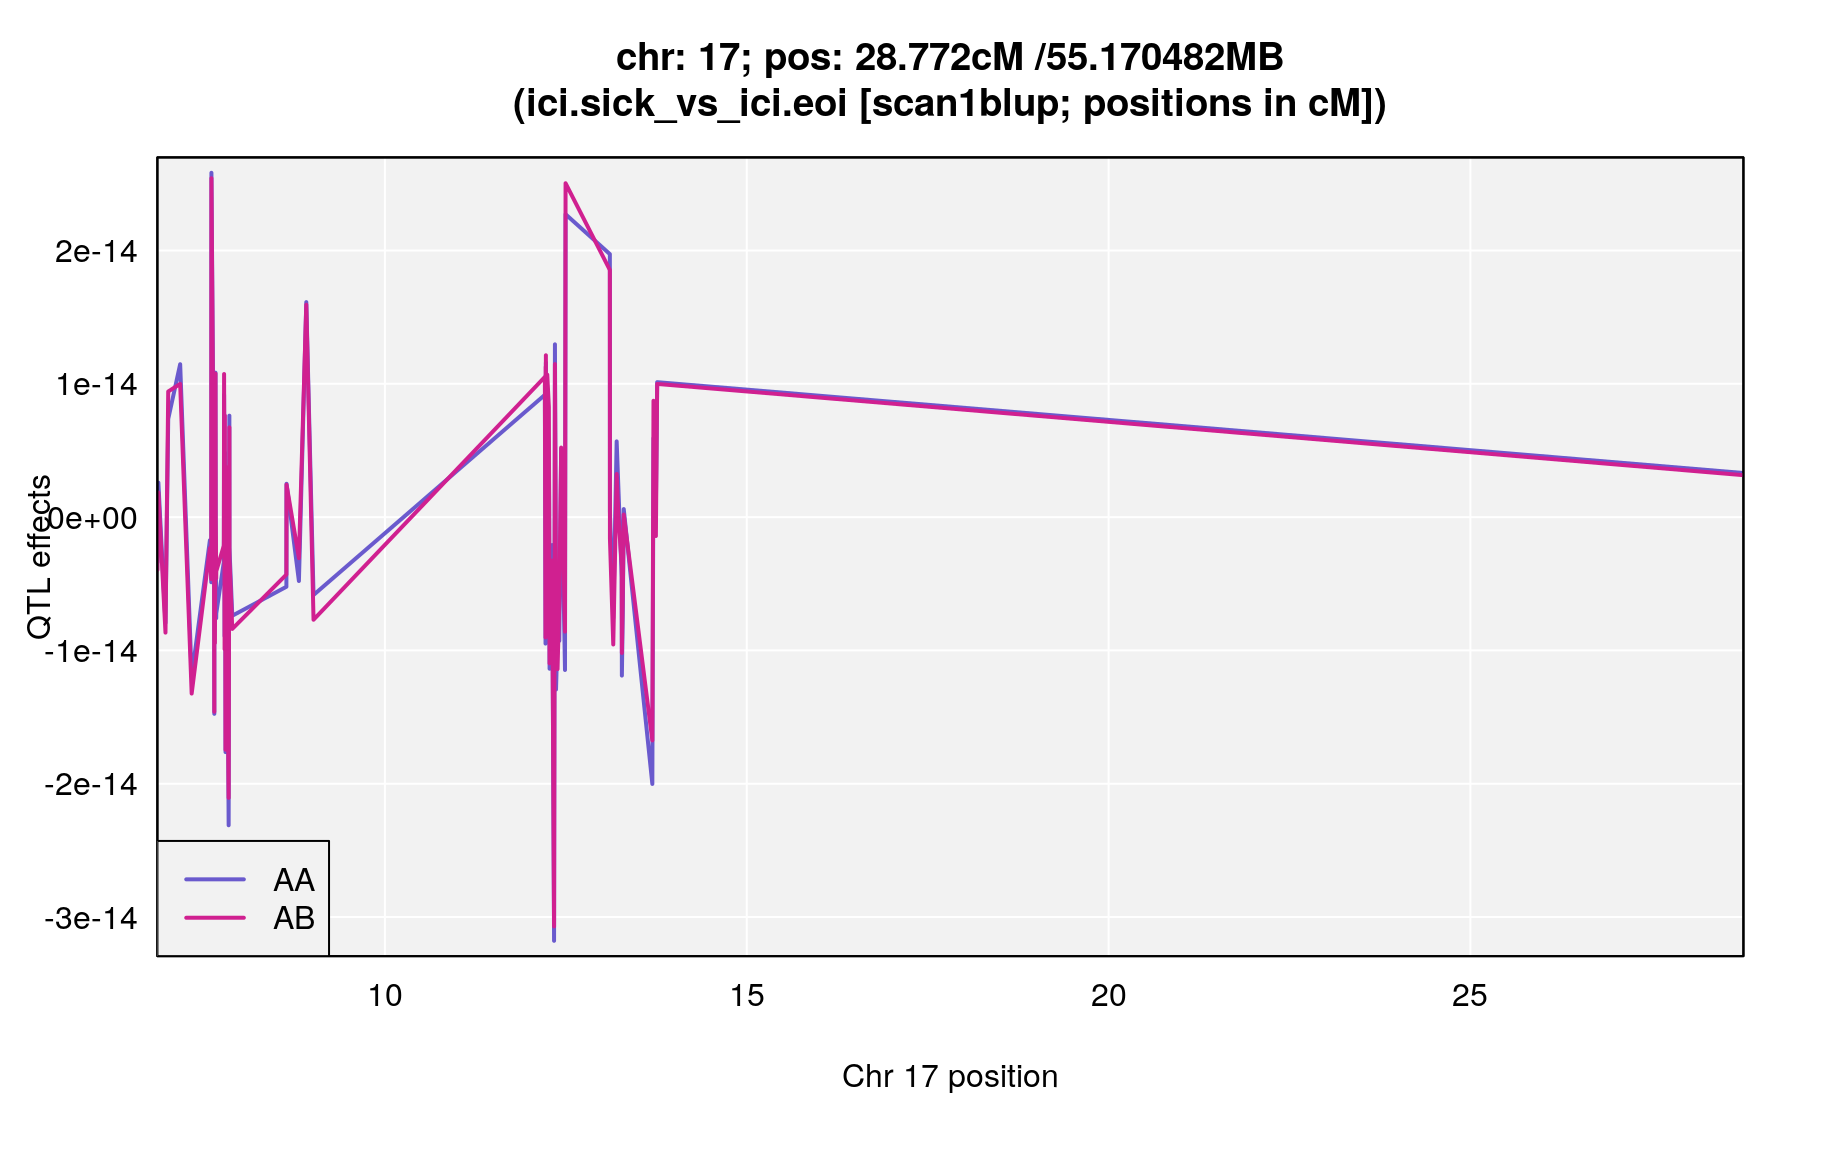 chr: 17; pos: 28.772cM /55.170482MB
(ici.sick_vs_ici.eoi [scan1blup; positions in cM])
QTL effects
2e-14
1e-14
0e+00
-1e-14
-2e-14
-3e-14
AA
AB
10 15 20 25
Chr 17 position